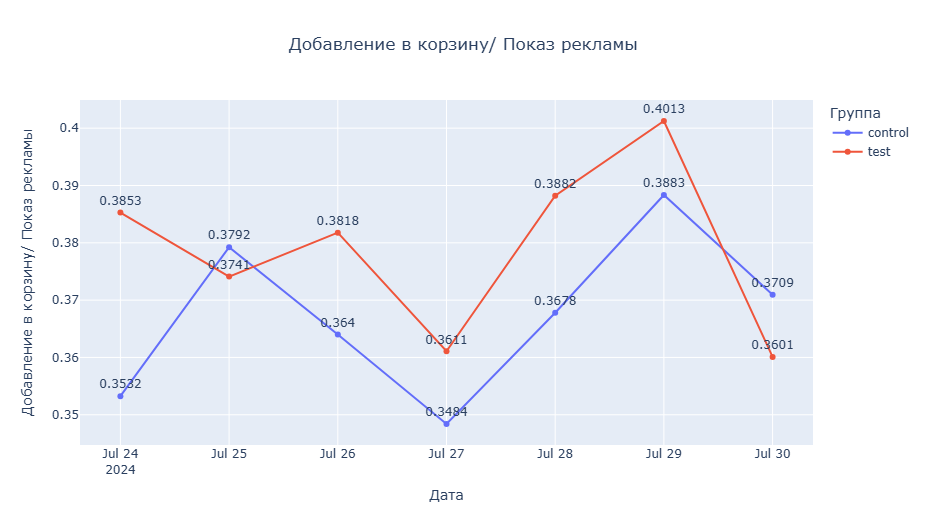 Добавление в корзину/ Показ рекламы
Добавление в корзину/ Показ рекламы
0.4
0.39
0.38
0.37
0.36
0.35
0.3853
0.3741
0.3818
0.3611
0.3882
0.4013
0.3601
0.3532
0.3792
0.364
0.3484
0.3678
0.3883
0.3709
Jul 24
2024
Jul 25
Jul 26
Jul 27
Jul 28
Jul 29
Jul 30
Дата
Группа
control
test